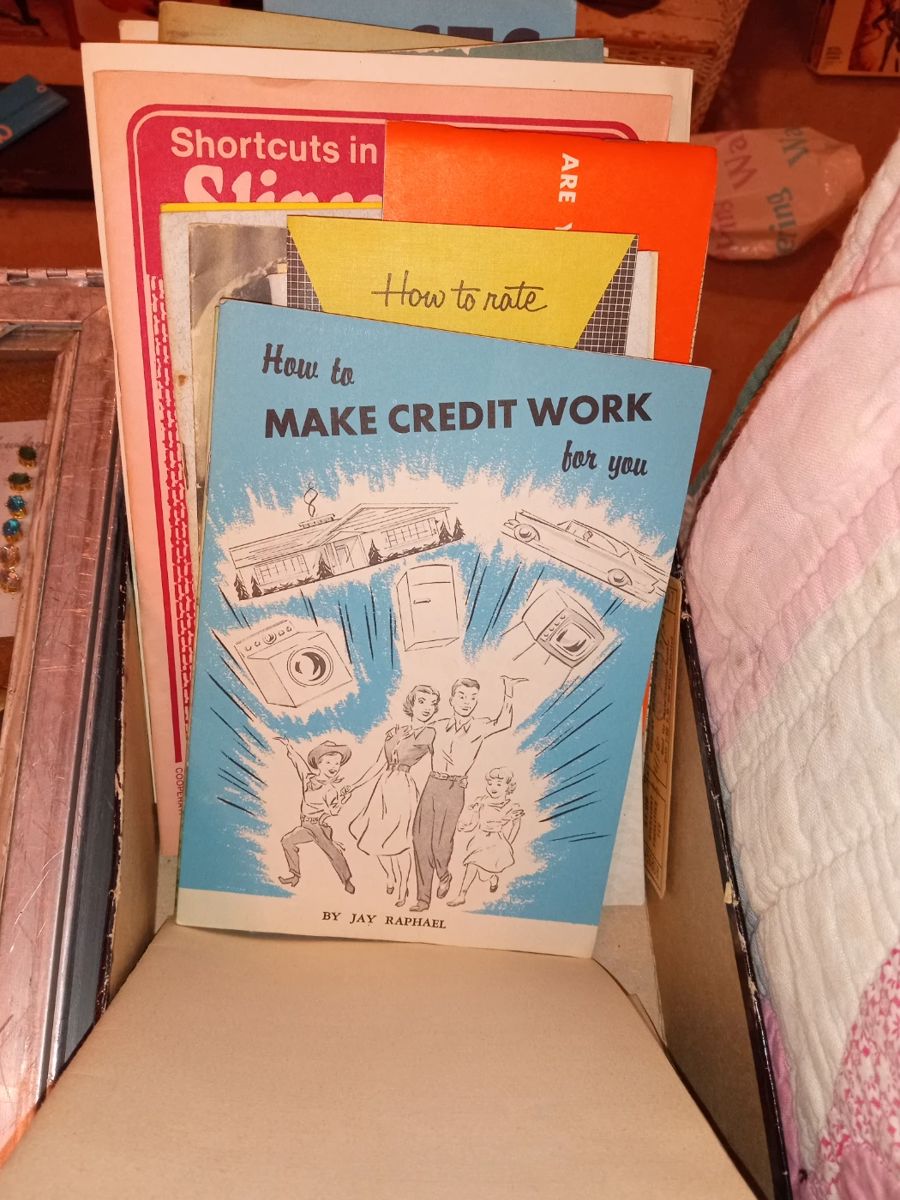 Shortcuts in
ARE
How to rate
How to
MAKE CREDIT WORK
for you
BY JAY RAPHAEL